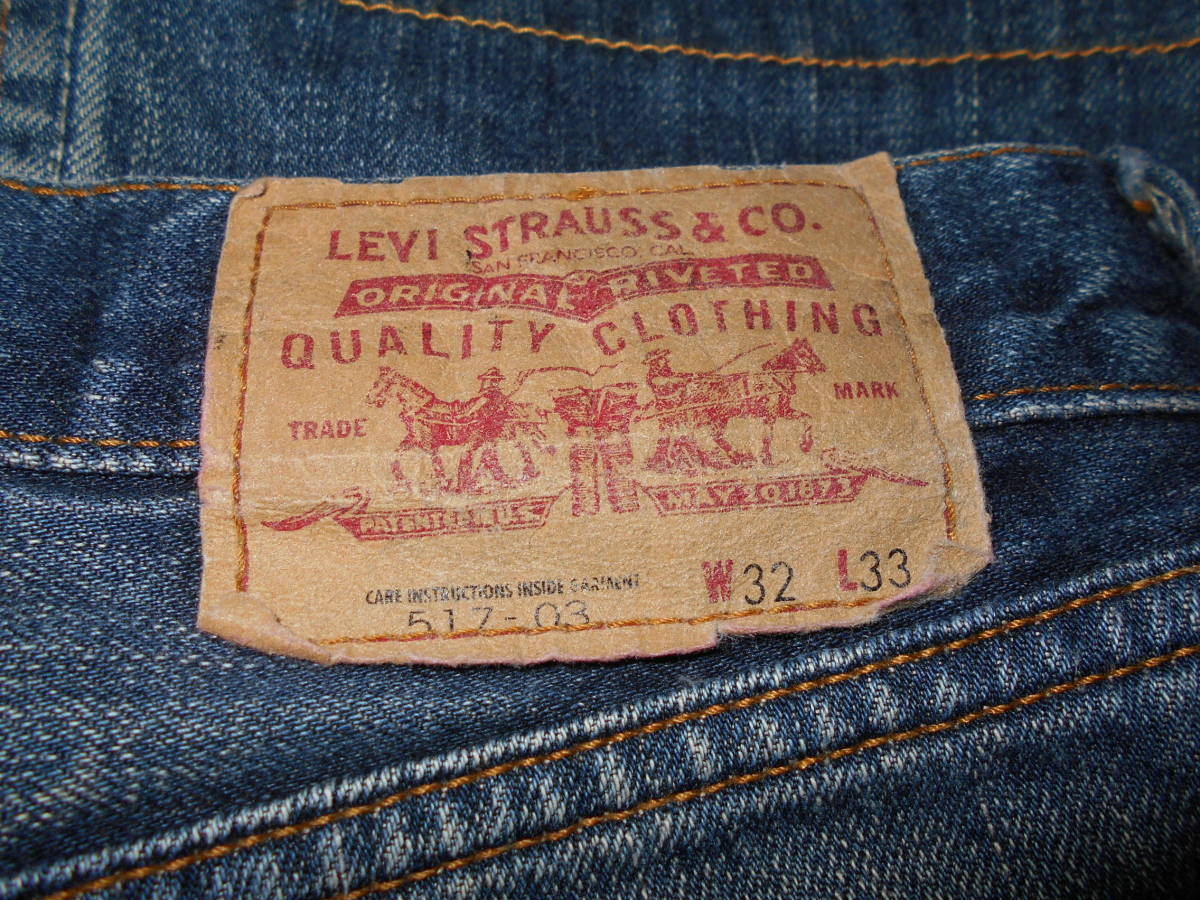 LEVI STRAUSS & CO.
SAN FRANCISCO, CAL.
ORIGINAL RIVETED
QUALITY CLOTHING
TRADE MARK
PATENTED IN U.S. MAY 20 1873
CARE INSTRUCTIONS INSIDE GARMENT
517-03 W32 L33